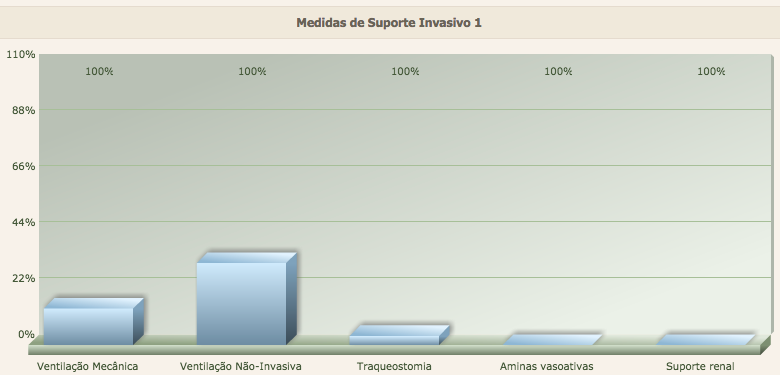 Medidas de Suporte Invasivo 1
110%
100% 100% 100% 100% 100%
88%
66%
44%
22%
0%
Ventilação Mecânica Ventilação Não-Invasiva Traqueostomia Aminas vasoativas Suporte renal